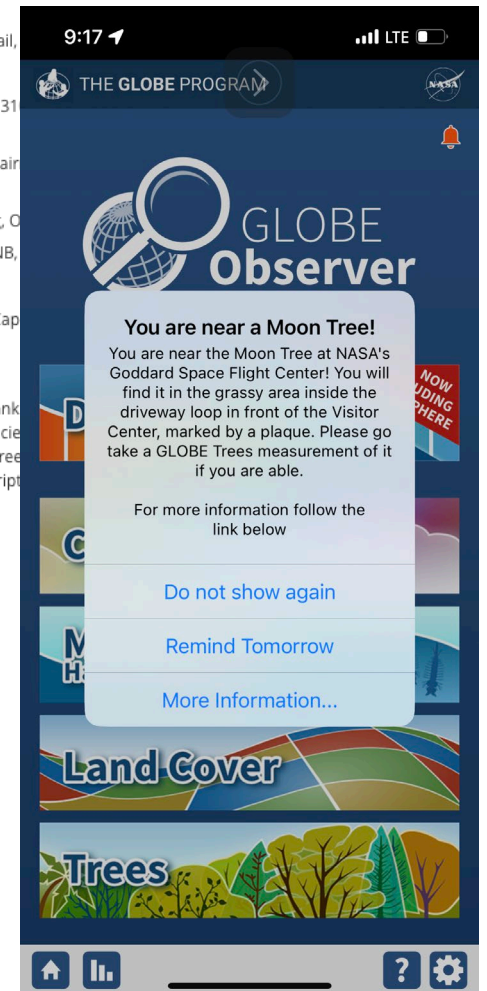 9:17
LTE
THE GLOBE PROGRAM
NASA
GLOBE
Observer
You are near a Moon Tree!
You are near the Moon Tree at NASA's
Goddard Space Flight Center! You will
find it in the grassy area inside the
driveway loop in front of the Visitor
Center, marked by a plaque. Please go
take a GLOBE Trees measurement of it
if you are able.
For more information follow the
link below
Do not show again
Remind Tomorrow
More Information...
NOW
Land Cover
Trees
?